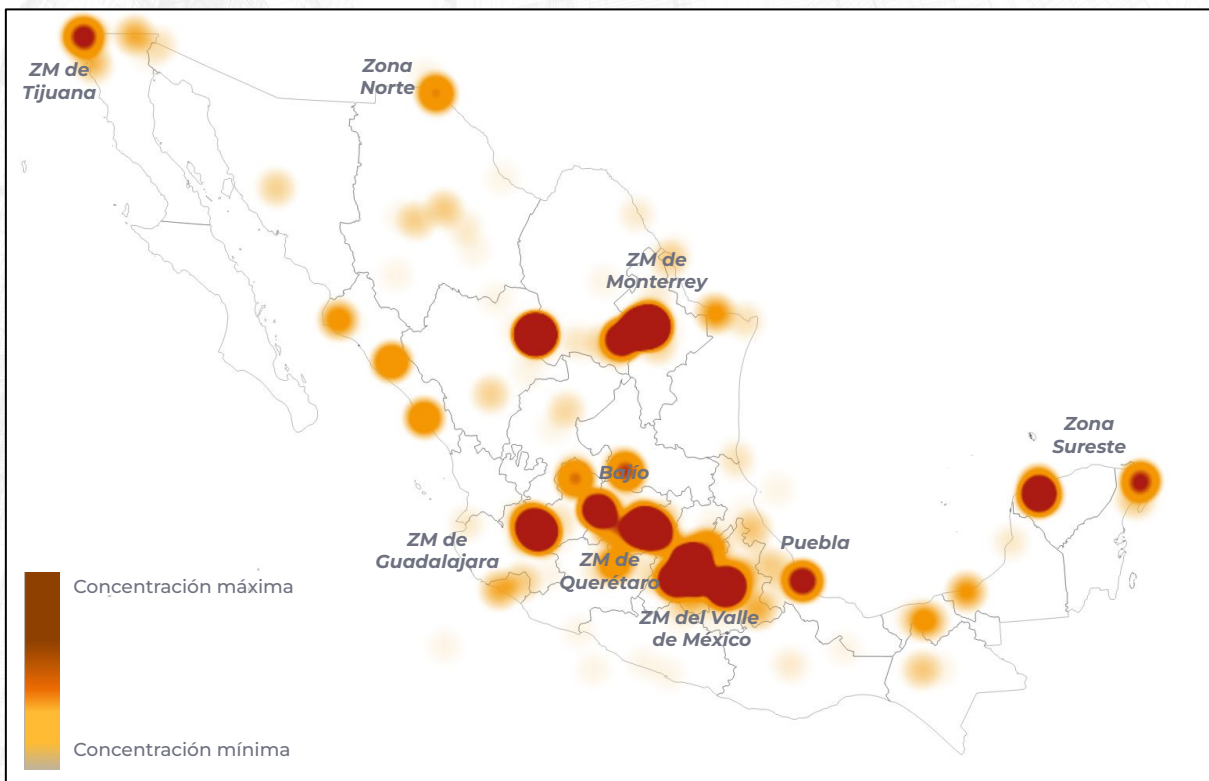 ZM de
Tijuana
Zona
Norte
ZM de
Monterrey
Zona
Sureste
Bajío
ZM de
Guadalajara
ZM de
Querétaro
Puebla
ZM del Valle
de México
Concentración máxima
Concentración mínima